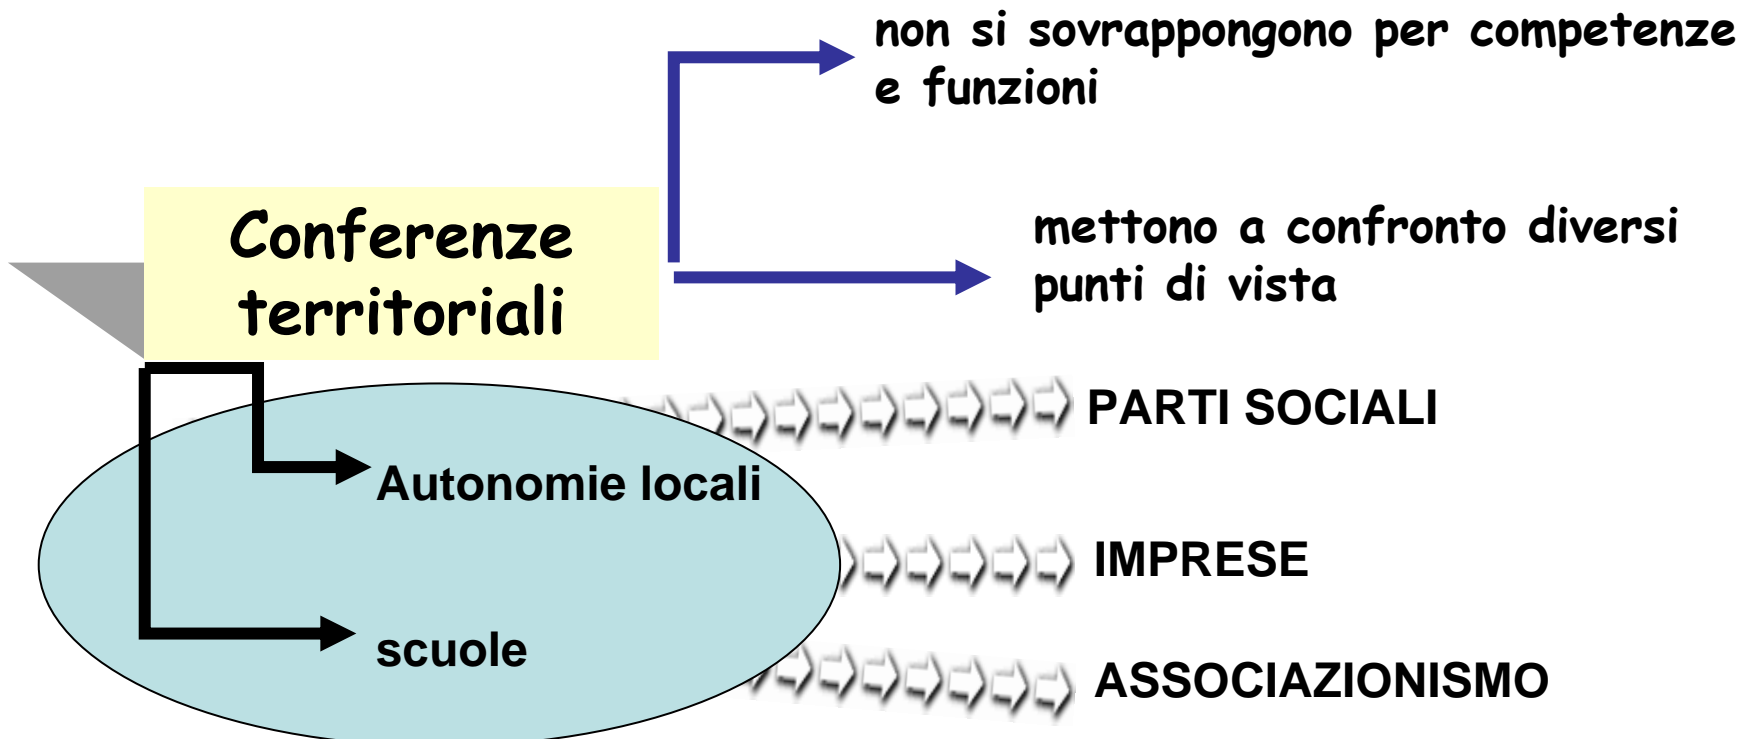 non si sovrappongono per competenze
e funzioni
Conferenze
territoriali
mettono a confronto diversi
punti di vista
PARTI SOCIALI
Autonomie locali
IMPRESE
scuole
ASSOCIAZIONISMO